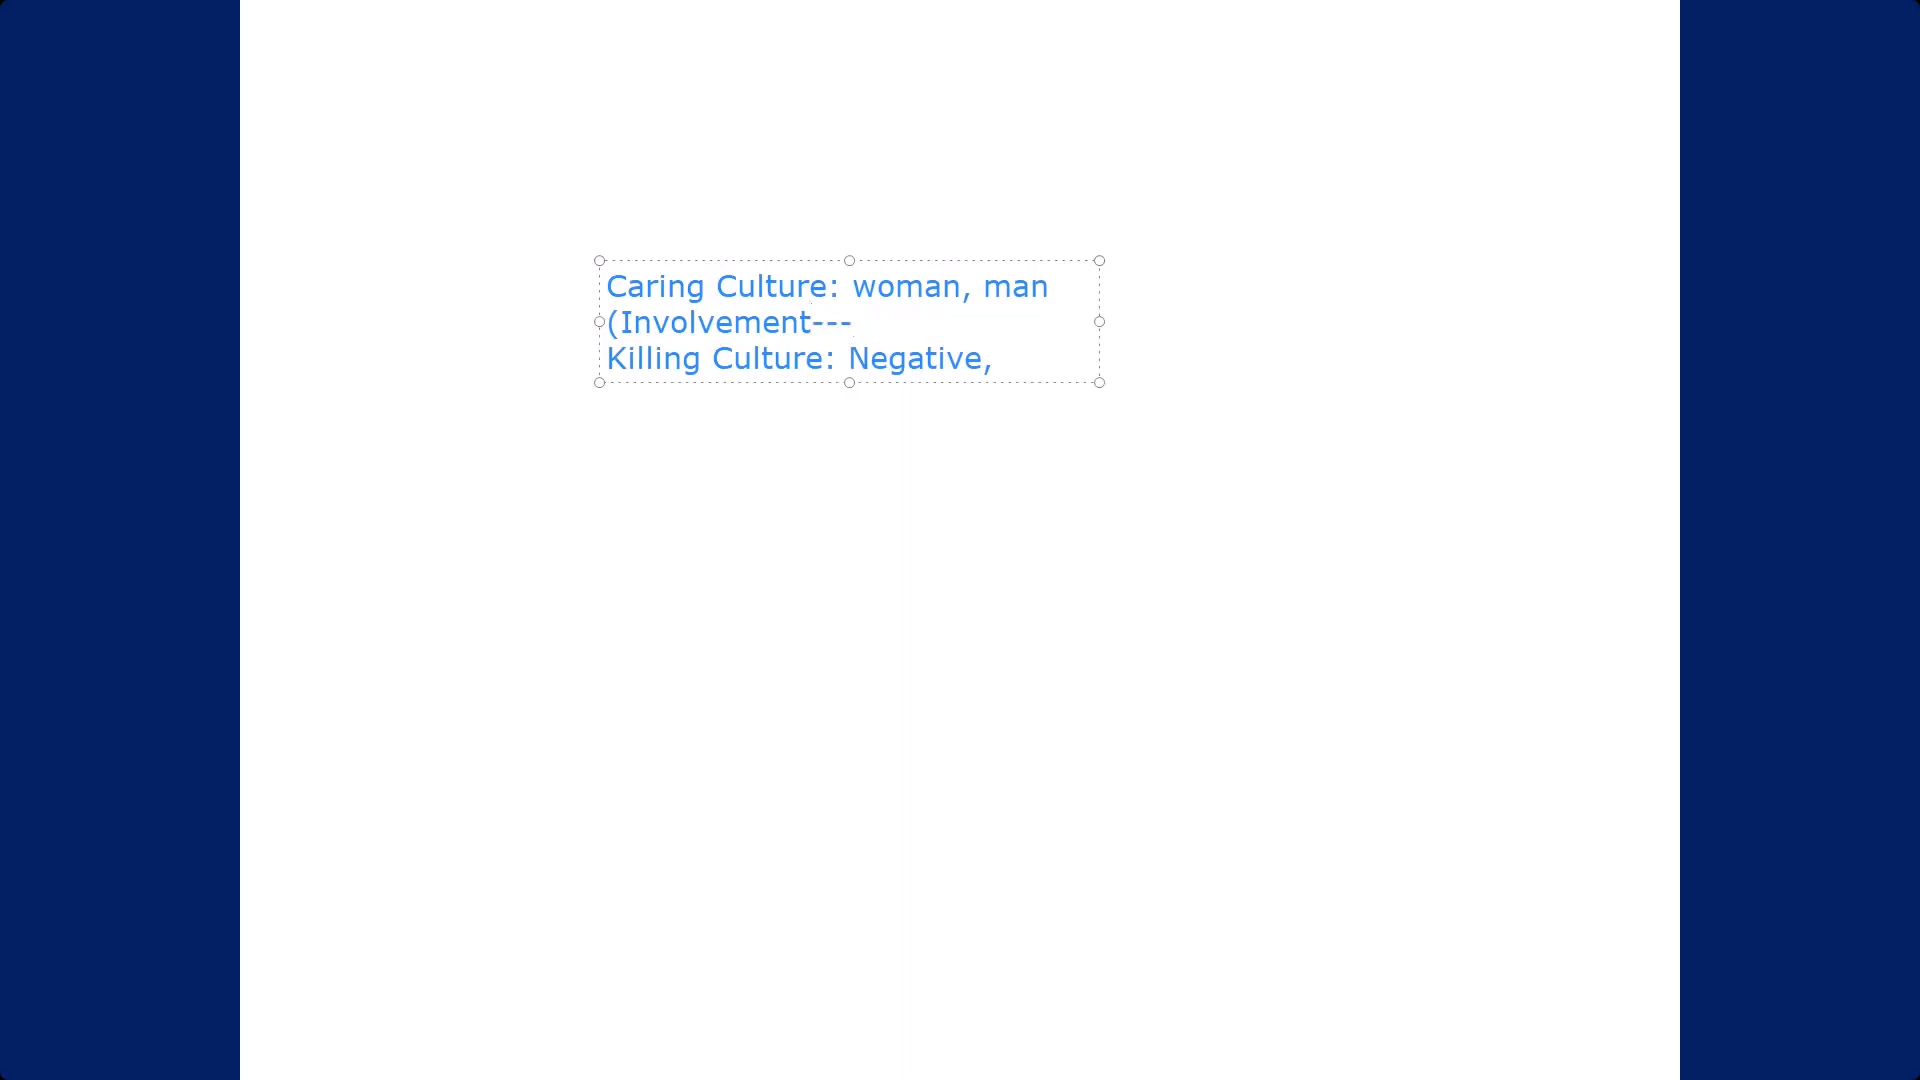 Caring Culture: woman, man
(Involvement---
Killing Culture: Negative,